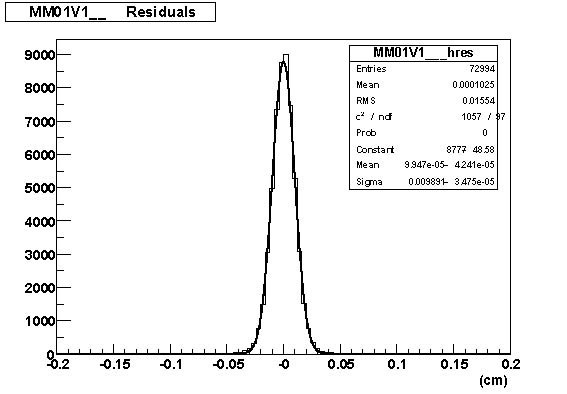 MM01V1__ Residuals
MM01V1___hres
Entries 72994
Mean 0.0001025
RMS 0.01554
c² / ndf 1057 / 97
Prob 0
Constant 8777 48.58
Mean 9.947e-05 − 4.241e-05
Sigma 0.009891 − 3.475e-05
9000
8000
7000
6000
5000
4000
3000
2000
1000
0
-0.2 -0.15 -0.1 -0.05 -0 0.05 0.1 0.15 0.2
(cm)